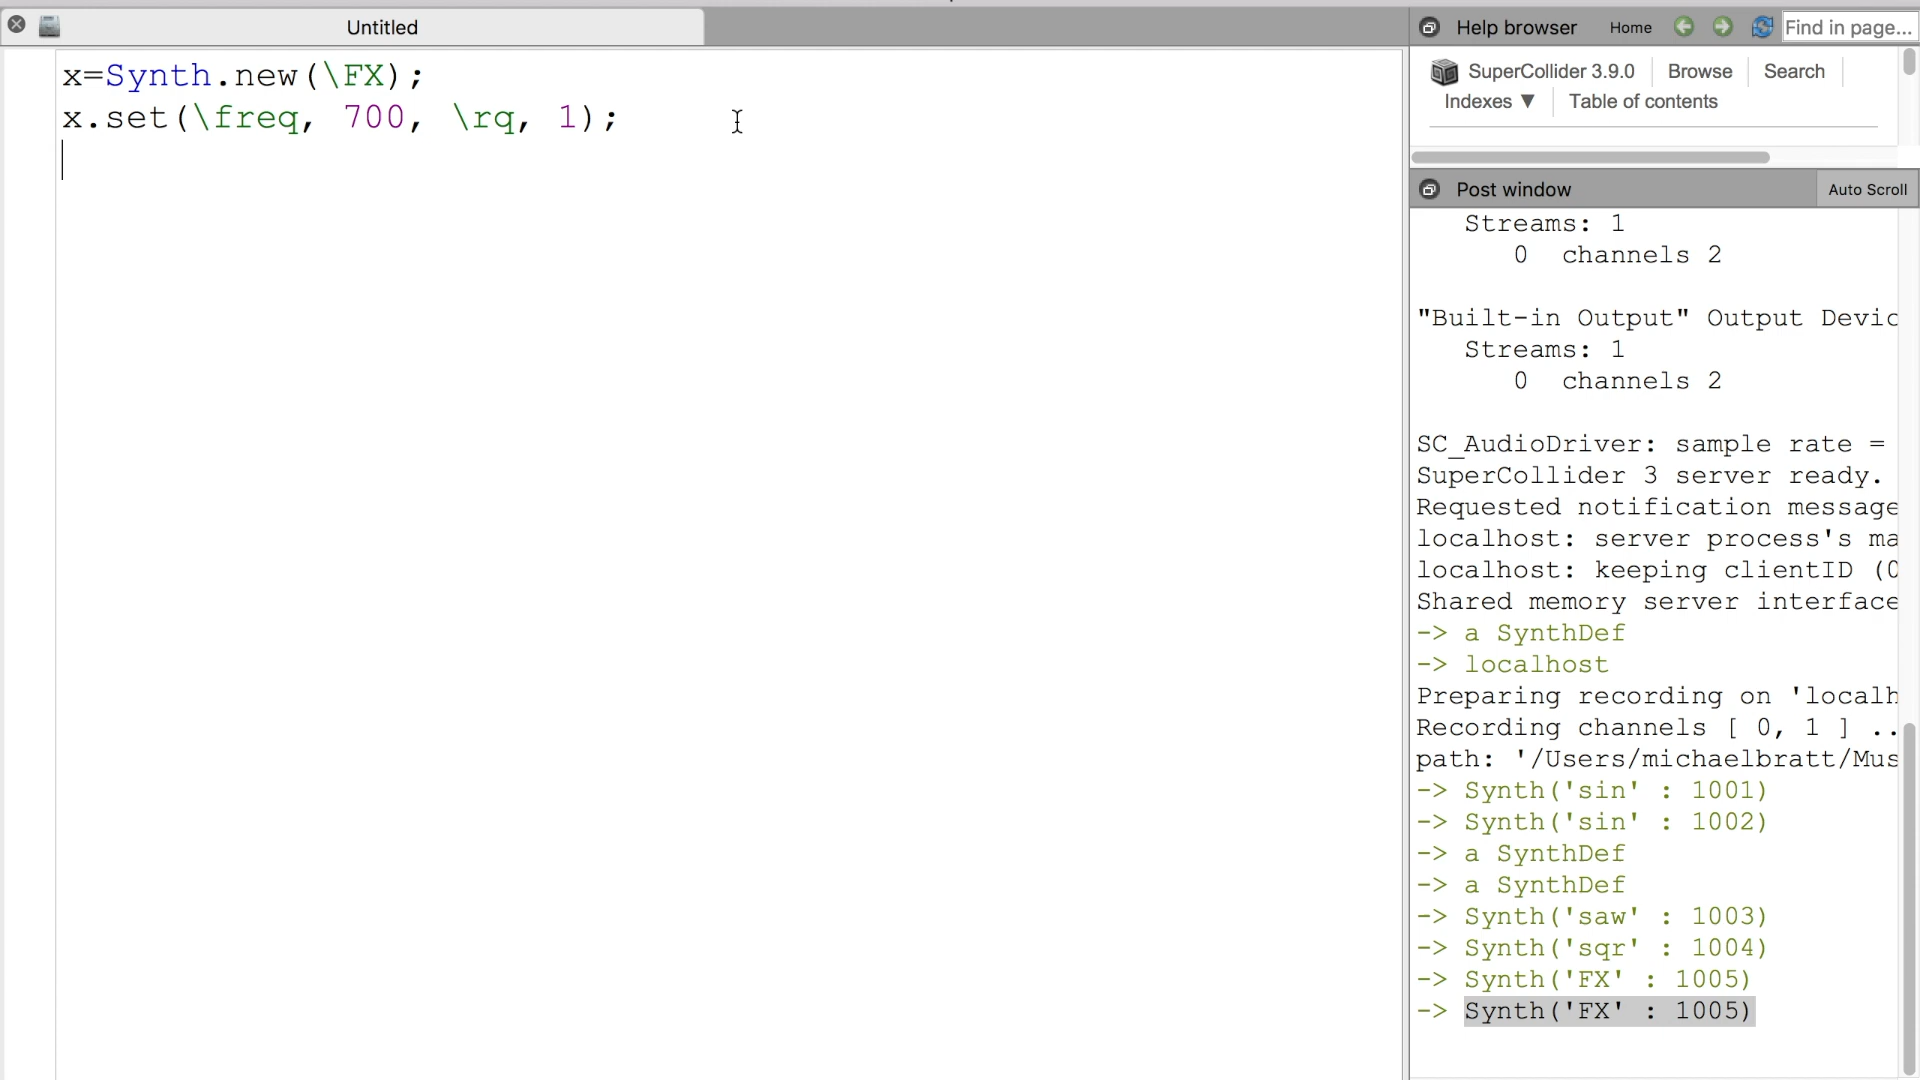 Untitled
x=Synth.new(\FX);
x.set(\freq, 700, \rq, 1);
Help browser Home Find in page...
SuperCollider 3.9.0 Browse Search
Indexes ▼ Table of contents
Post window Auto Scroll
Streams: 1
0 channels 2
"Built-in Output" Output Devic
Streams: 1
0 channels 2
SC_AudioDriver: sample rate =
SuperCollider 3 server ready.
Requested notification message
localhost: server process's ma
localhost: keeping clientID (0
Shared memory server interface
-> a SynthDef
-> localhost
Preparing recording on 'localh
Recording channels [ 0, 1 ] ..
path: '/Users/michaelbratt/Mus
-> Synth('sin' : 1001)
-> Synth('sin' : 1002)
-> a SynthDef
-> a SynthDef
-> Synth('saw' : 1003)
-> Synth('sqr' : 1004)
-> Synth('FX' : 1005)
-> Synth('FX' : 1005)